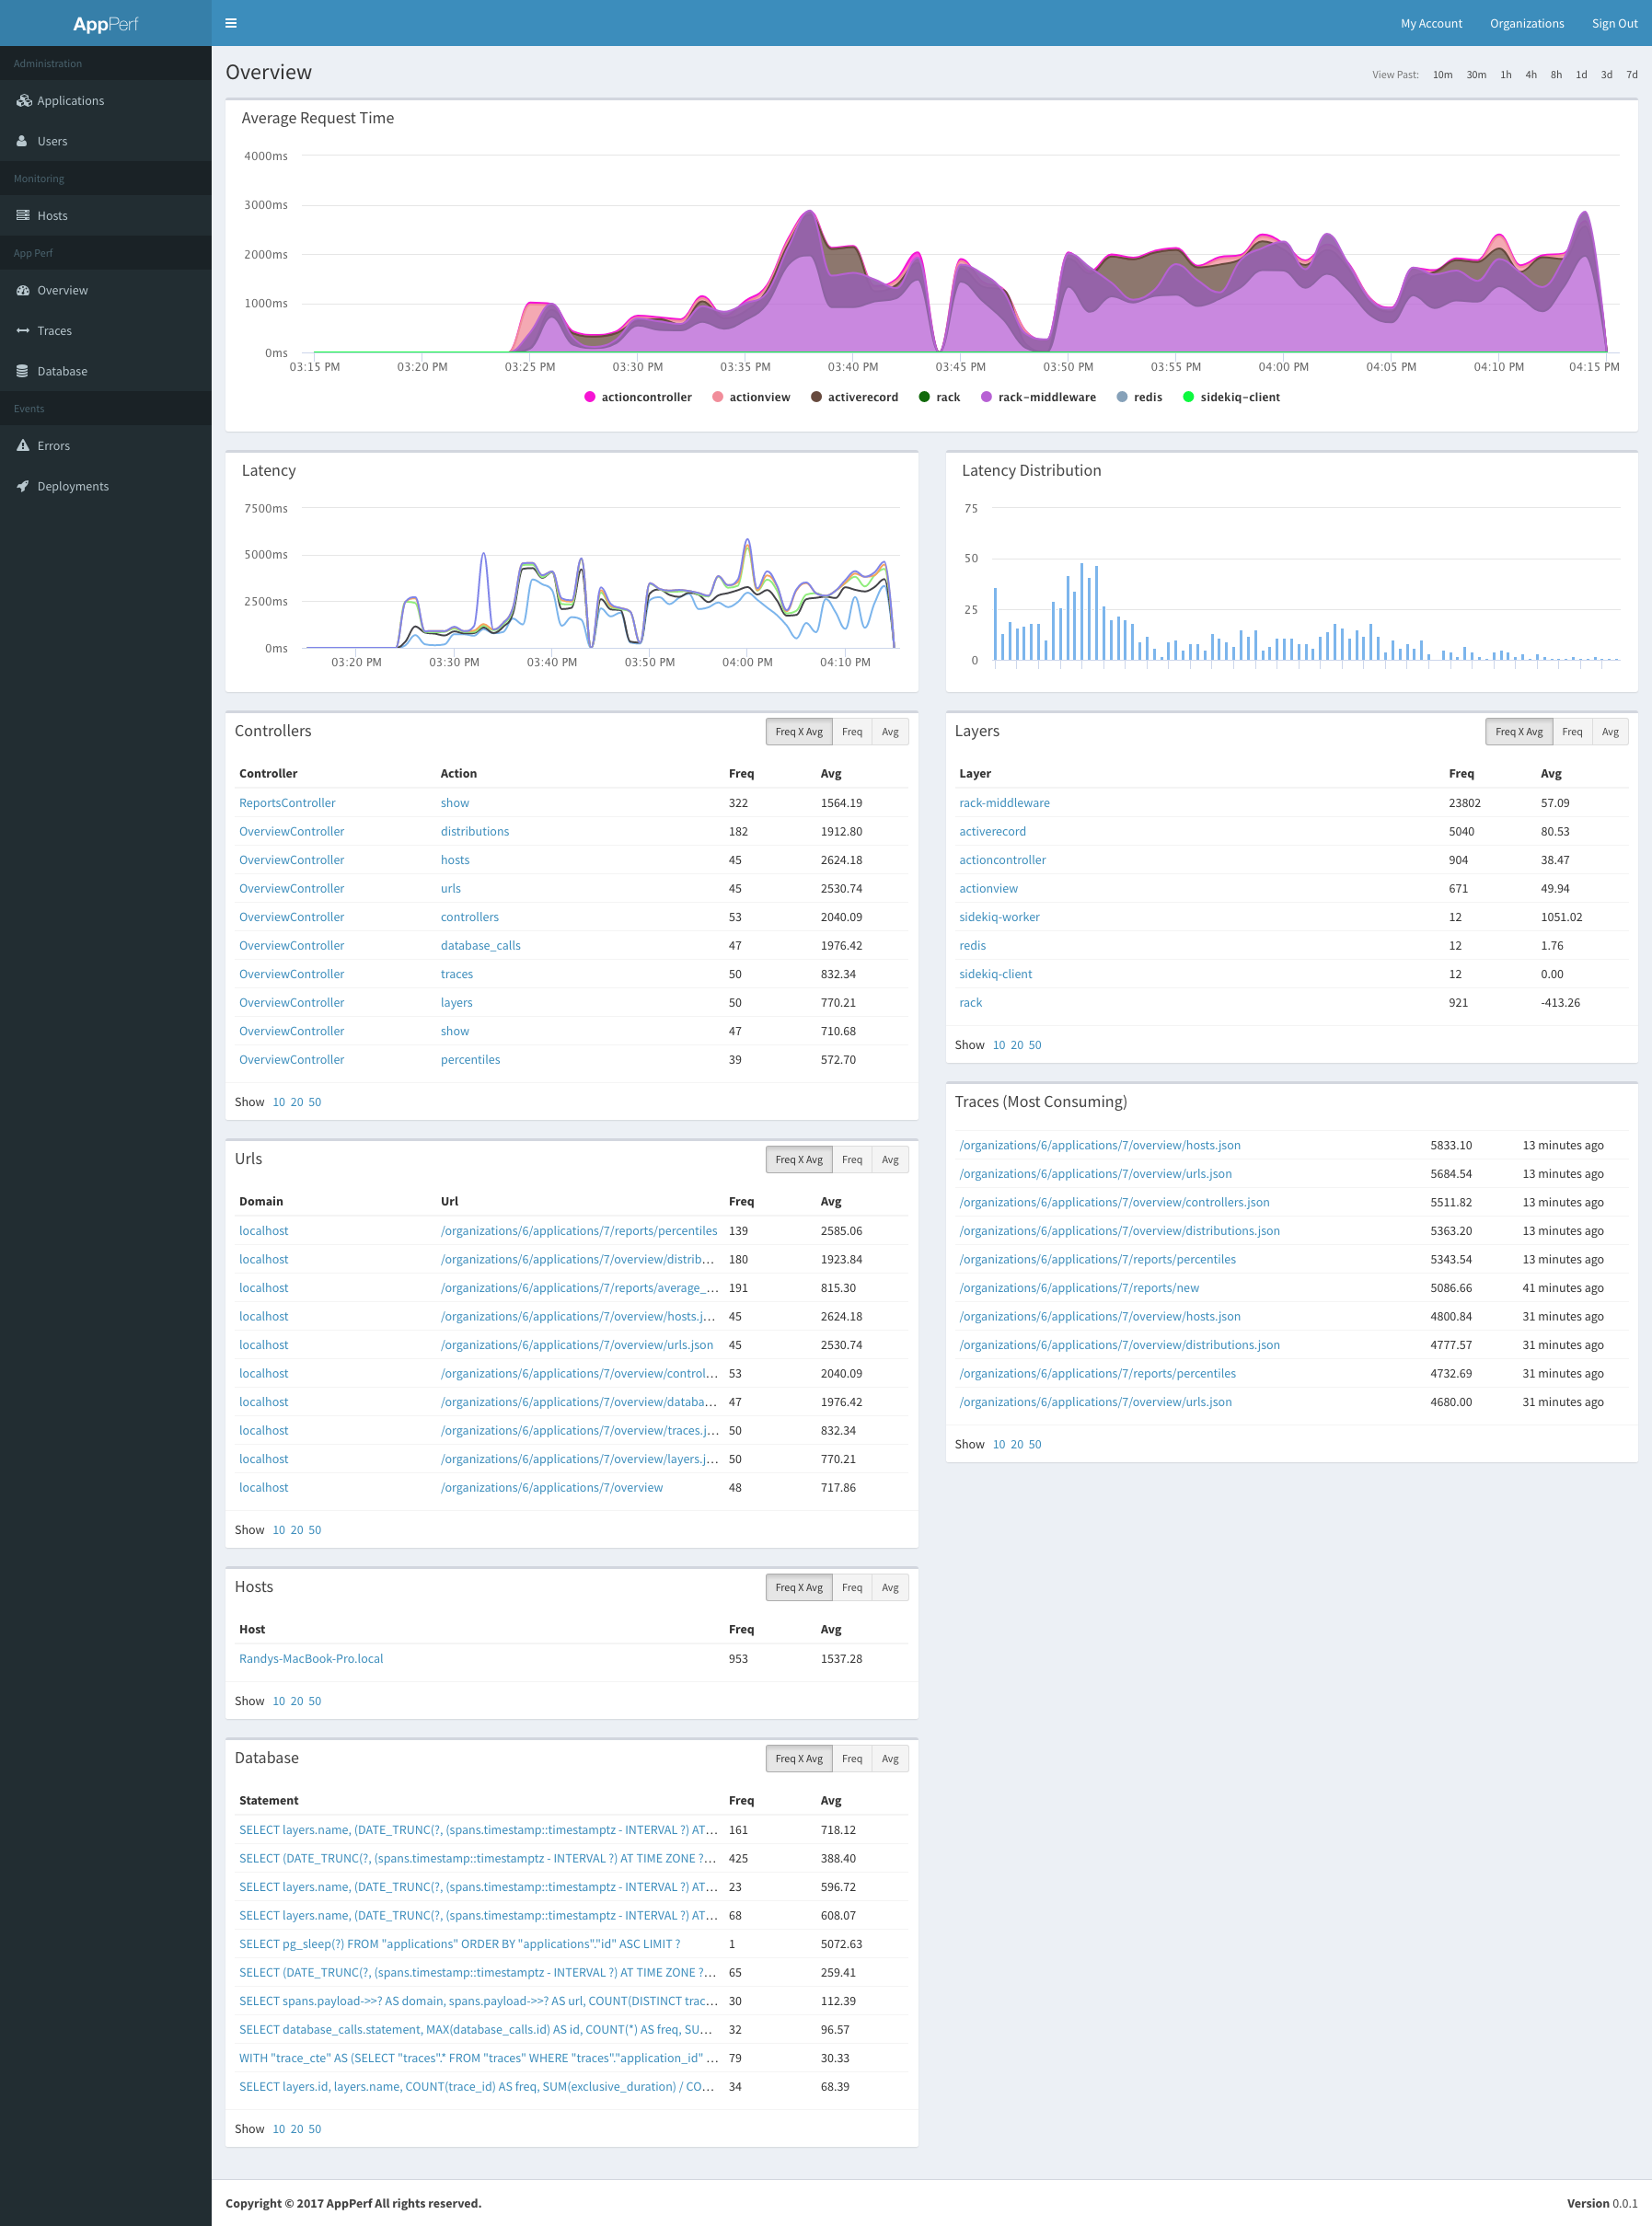 AppPerf
My Account Organizations Sign Out
Administration
Applications
Users
Monitoring
Hosts
App Perf
Overview
Traces
Database
Events
Errors
Deployments
Overview
View Past: 10m 30m 1h 4h 8h 1d 3d 7d
Average Request Time
4000ms
3000ms
2000ms
1000ms
0ms
03:15 PM 03:20 PM 03:25 PM 03:30 PM 03:35 PM 03:40 PM 03:45 PM 03:50 PM 03:55 PM 04:00 PM 04:05 PM 04:10 PM 04:15 PM
actioncontroller actionview activerecord rack rack-middleware redis sidekiq-client
Latency
7500ms
5000ms
2500ms
0ms
03:20 PM 03:30 PM 03:40 PM 03:50 PM 04:00 PM 04:10 PM
Latency Distribution
75
50
25
0
Controllers Freq X Avg Freq Avg
Controller Action Freq Avg
ReportsController show 322 1564.19
OverviewController distributions 182 1912.80
OverviewController hosts 45 2624.18
OverviewController urls 45 2530.74
OverviewController controllers 53 2040.09
OverviewController database_calls 47 1976.42
OverviewController traces 50 832.34
OverviewController layers 50 770.21
OverviewController show 47 710.68
OverviewController percentiles 39 572.70
Show 10 20 50
Layers Freq X Avg Freq Avg
Layer Freq Avg
rack-middleware 23802 57.09
activerecord 5040 80.53
actioncontroller 904 38.47
actionview 671 49.94
sidekiq-worker 12 1051.02
redis 12 1.76
sidekiq-client 12 0.00
rack 921 -413.26
Show 10 20 50
Traces (Most Consuming)
/organizations/6/applications/7/overview/hosts.json 5833.10 13 minutes ago
/organizations/6/applications/7/overview/urls.json 5684.54 13 minutes ago
/organizations/6/applications/7/overview/controllers.json 5511.82 13 minutes ago
/organizations/6/applications/7/overview/distributions.json 5363.20 13 minutes ago
/organizations/6/applications/7/reports/percentiles 5343.54 13 minutes ago
/organizations/6/applications/7/reports/new 5086.66 41 minutes ago
/organizations/6/applications/7/overview/hosts.json 4800.84 31 minutes ago
/organizations/6/applications/7/overview/distributions.json 4777.57 31 minutes ago
/organizations/6/applications/7/reports/percentiles 4732.69 31 minutes ago
/organizations/6/applications/7/overview/urls.json 4680.00 31 minutes ago
Show 10 20 50
Urls Freq X Avg Freq Avg
Domain Url Freq Avg
localhost /organizations/6/applications/7/reports/percentiles 139 2585.06
localhost /organizations/6/applications/7/overview/distrib... 180 1923.84
localhost /organizations/6/applications/7/reports/average_... 191 815.30
localhost /organizations/6/applications/7/overview/hosts.j... 45 2624.18
localhost /organizations/6/applications/7/overview/urls.json 45 2530.74
localhost /organizations/6/applications/7/overview/control... 53 2040.09
localhost /organizations/6/applications/7/overview/databa... 47 1976.42
localhost /organizations/6/applications/7/overview/traces.j... 50 832.34
localhost /organizations/6/applications/7/overview/layers.j... 50 770.21
localhost /organizations/6/applications/7/overview 48 717.86
Show 10 20 50
Hosts Freq X Avg Freq Avg
Host Freq Avg
Randys-MacBook-Pro.local 953 1537.28
Show 10 20 50
Database Freq X Avg Freq Avg
Statement Freq Avg
SELECT layers.name, (DATE_TRUNC(?, (spans.timestamp::timestamptz - INTERVAL ?) AT... 161 718.12
SELECT (DATE_TRUNC(?, (spans.timestamp::timestamptz - INTERVAL ?) AT TIME ZONE ?... 425 388.40
SELECT layers.name, (DATE_TRUNC(?, (spans.timestamp::timestamptz - INTERVAL ?) AT... 23 596.72
SELECT layers.name, (DATE_TRUNC(?, (spans.timestamp::timestamptz - INTERVAL ?) AT... 68 608.07
SELECT pg_sleep(?) FROM "applications" ORDER BY "applications"."id" ASC LIMIT ? 1 5072.63
SELECT (DATE_TRUNC(?, (spans.timestamp::timestamptz - INTERVAL ?) AT TIME ZONE ?... 65 259.41
SELECT spans.payload->>? AS domain, spans.payload->>? AS url, COUNT(DISTINCT trac... 30 112.39
SELECT database_calls.statement, MAX(database_calls.id) AS id, COUNT(*) AS freq, SU... 32 96.57
WITH "trace_cte" AS (SELECT "traces".* FROM "traces" WHERE "traces"."application_id" ... 79 30.33
SELECT layers.id, layers.name, COUNT(trace_id) AS freq, SUM(exclusive_duration) / CO... 34 68.39
Show 10 20 50
Copyright © 2017 AppPerf All rights reserved. Version 0.0.1